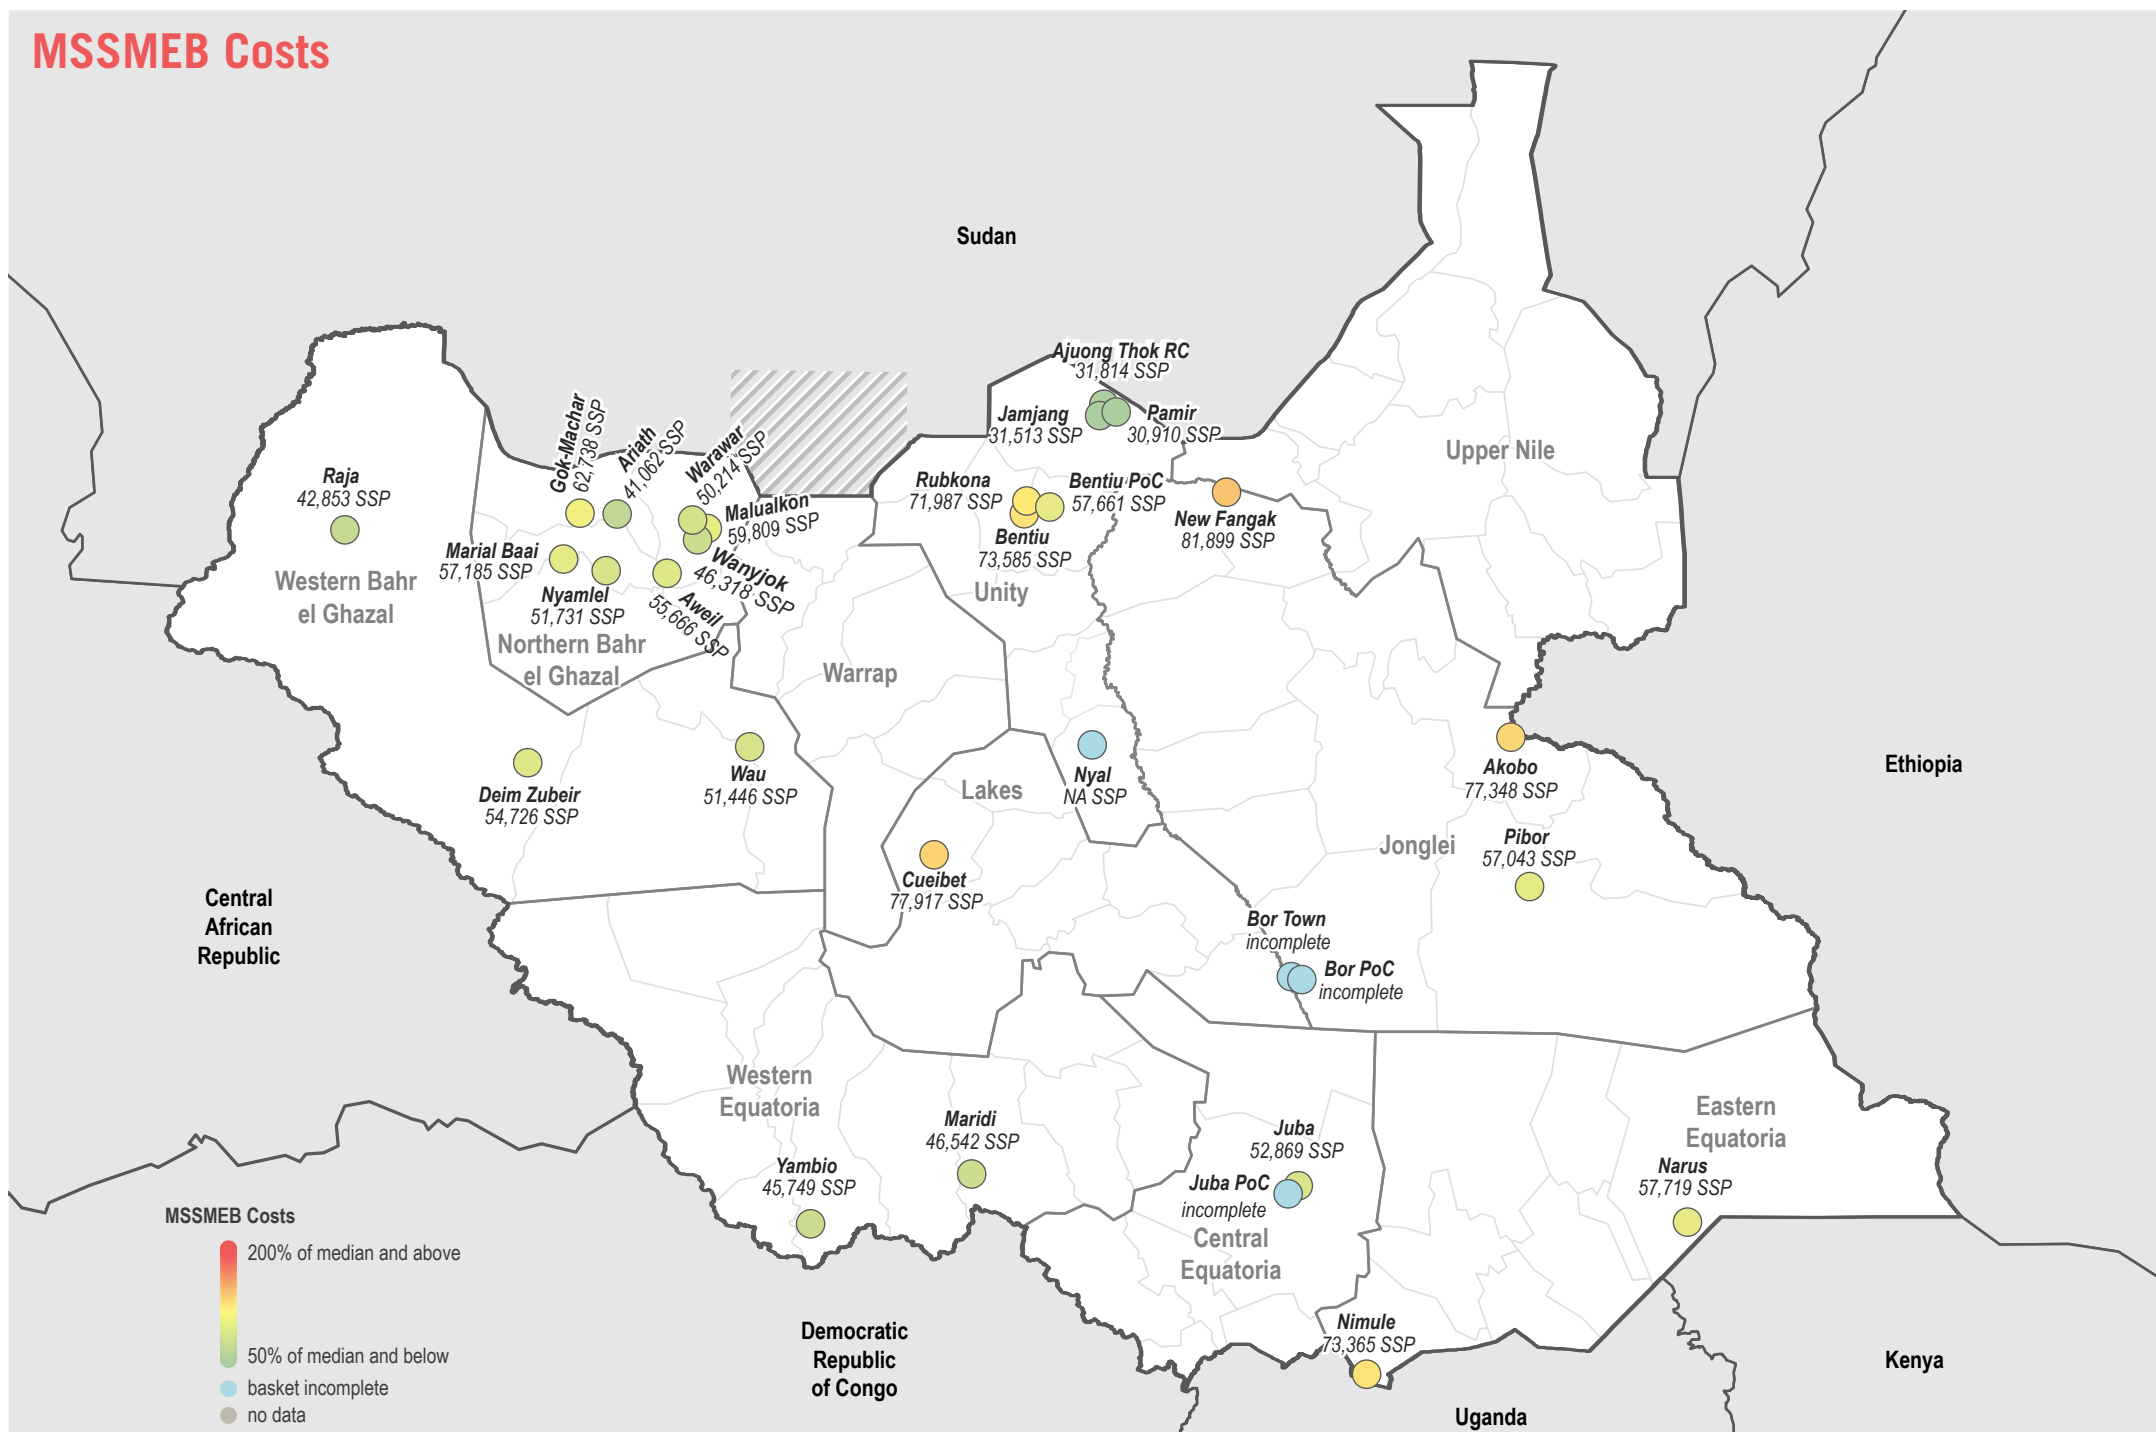 MSSMEB Costs
Sudan
Ajuong Thok RC
31,814 SSP
Jamjang
31,513 SSP
Pamir
30,910 SSP
Gok-Machar
62,738 SSP
Ariath
41,062 SSP
Warawar
50,214 SSP
Malualkon
59,809 SSP
Wanyjok
46,318 SSP
Aweil
55,666 SSP
Raja
42,853 SSP
Marial Baai
57,185 SSP
Nyamlel
51,731 SSP
Western Bahr
el Ghazal
Northern Bahr
el Ghazal
Rubkona
71,987 SSP
Bentiu PoC
57,661 SSP
Bentiu
73,585 SSP
Unity
New Fangak
81,899 SSP
Upper Nile
Warrap
Deim Zubeir
54,726 SSP
Wau
51,446 SSP
Lakes
Nyal
NA SSP
Cueibet
77,917 SSP
Akobo
77,348 SSP
Ethiopia
Jonglei
Pibor
57,043 SSP
Central
African
Republic
Bor Town
incomplete
Bor PoC
incomplete
Western
Equatoria
Maridi
46,542 SSP
Yambio
45,749 SSP
Juba
52,869 SSP
Juba PoC
incomplete
Central
Equatoria
Eastern
Equatoria
Narus
57,719 SSP
Nimule
73,365 SSP
Democratic
Republic
of Congo
Uganda
Kenya
MSSMEB Costs
200% of median and above
50% of median and below
basket incomplete
no data